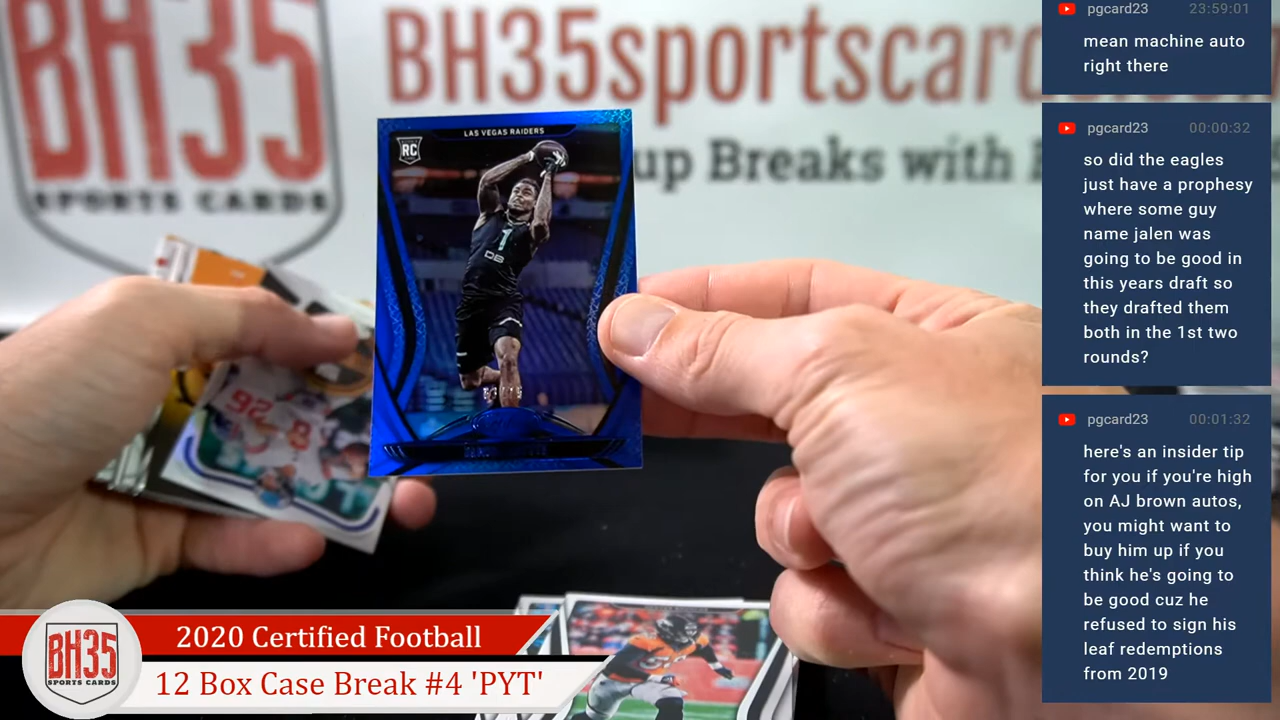 BH35
SPORTS CARDS
BH35sportscards.com
up Breaks with
LAS VEGAS RAIDERS
RC
1
DB
92
8
2020 Certified Football
12 Box Case Break #4 'PYT'
BH35
SPORTS CARDS
pgcard23 23:59:01
mean machine auto
right there
pgcard23 00:00:32
so did the eagles
just have a prophesy
where some guy
name jalen was
going to be good in
this years draft so
they drafted them
both in the 1st two
rounds?
pgcard23 00:01:32
here's an insider tip
for you if you're high
on AJ brown autos,
you might want to
buy him up if you
think he's going to
be good cuz he
refused to sign his
leaf redemptions
from 2019